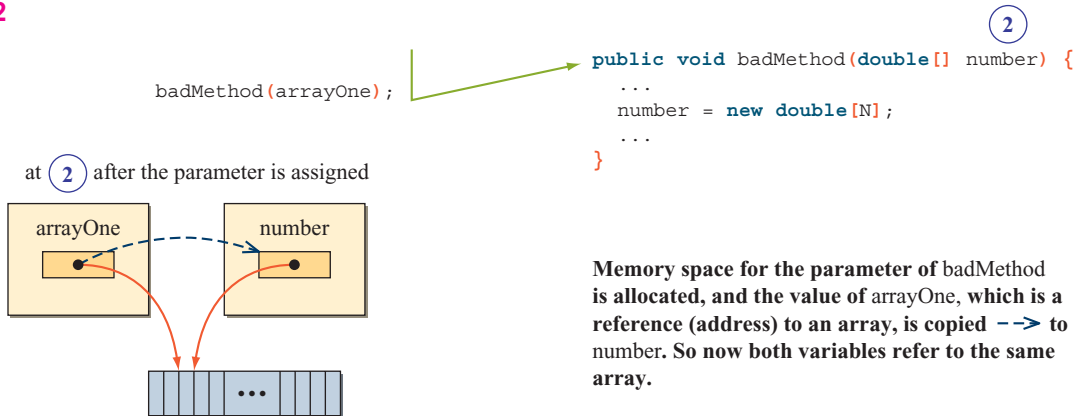 2
2
public void badMethod(double[] number) {
badMethod(arrayOne);
...
number = new double[N];
...
}
at 2 after the parameter is assigned
arrayOne
number
Memory space for the parameter of badMethod
is allocated, and the value of arrayOne, which is a
reference (address) to an array, is copied --> to
number. So now both variables refer to the same
array.
...